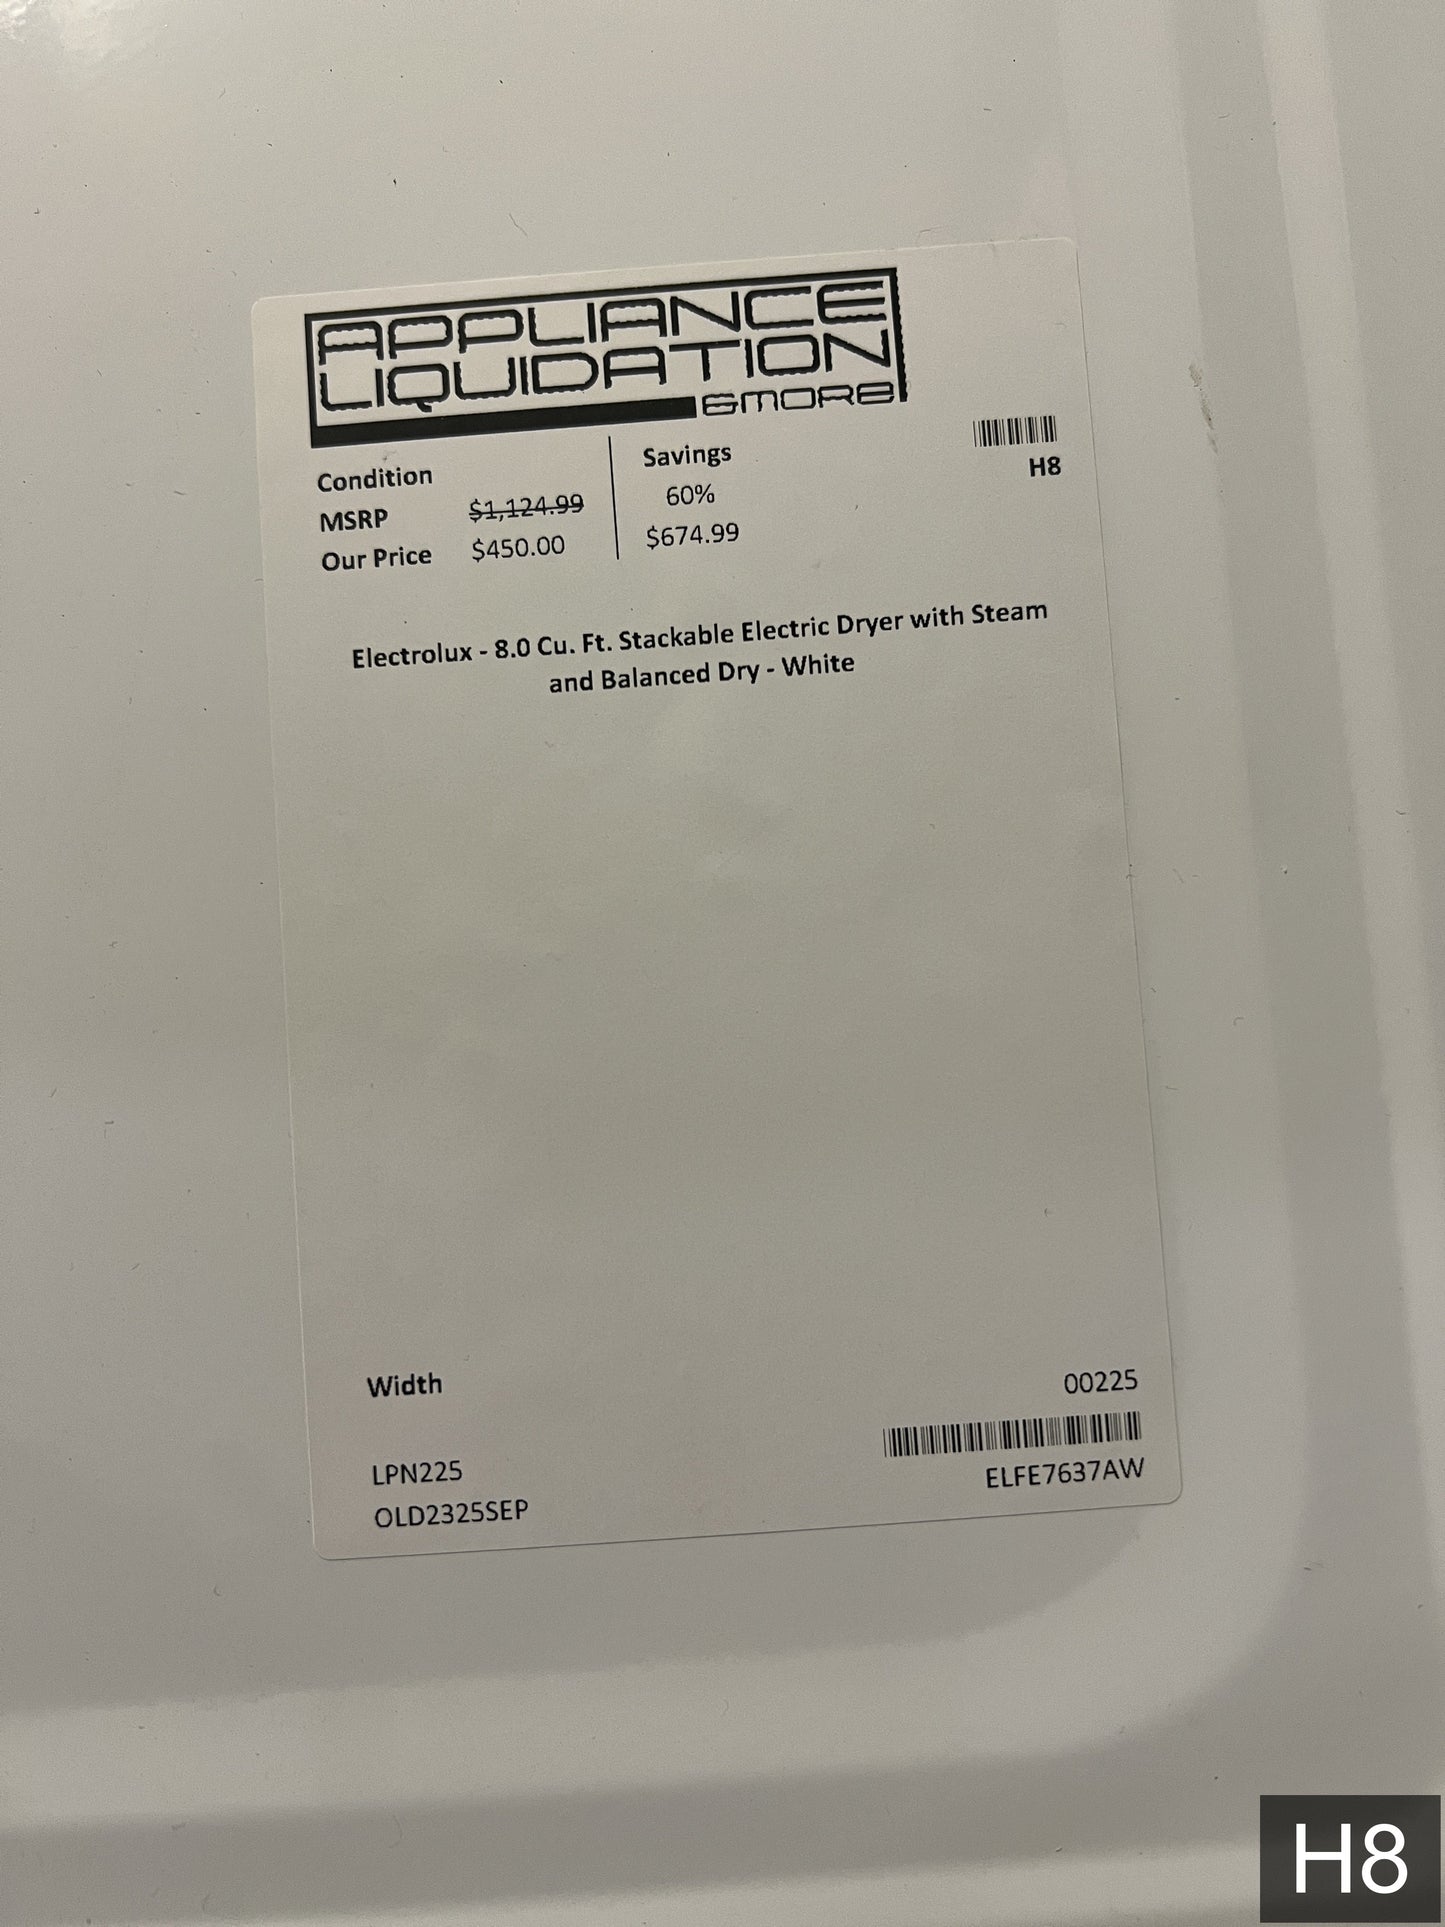 APPLIANCE
LIQUIDATION
&MORE
Condition
MSRP $1,124.99
Our Price $450.00
Savings
60%
$674.99
H8
Electrolux - 8.0 Cu. Ft. Stackable Electric Dryer with Steam
and Balanced Dry - White
Width
00225
LPN225
ELFE7637AW
OLD2325SEP
H8